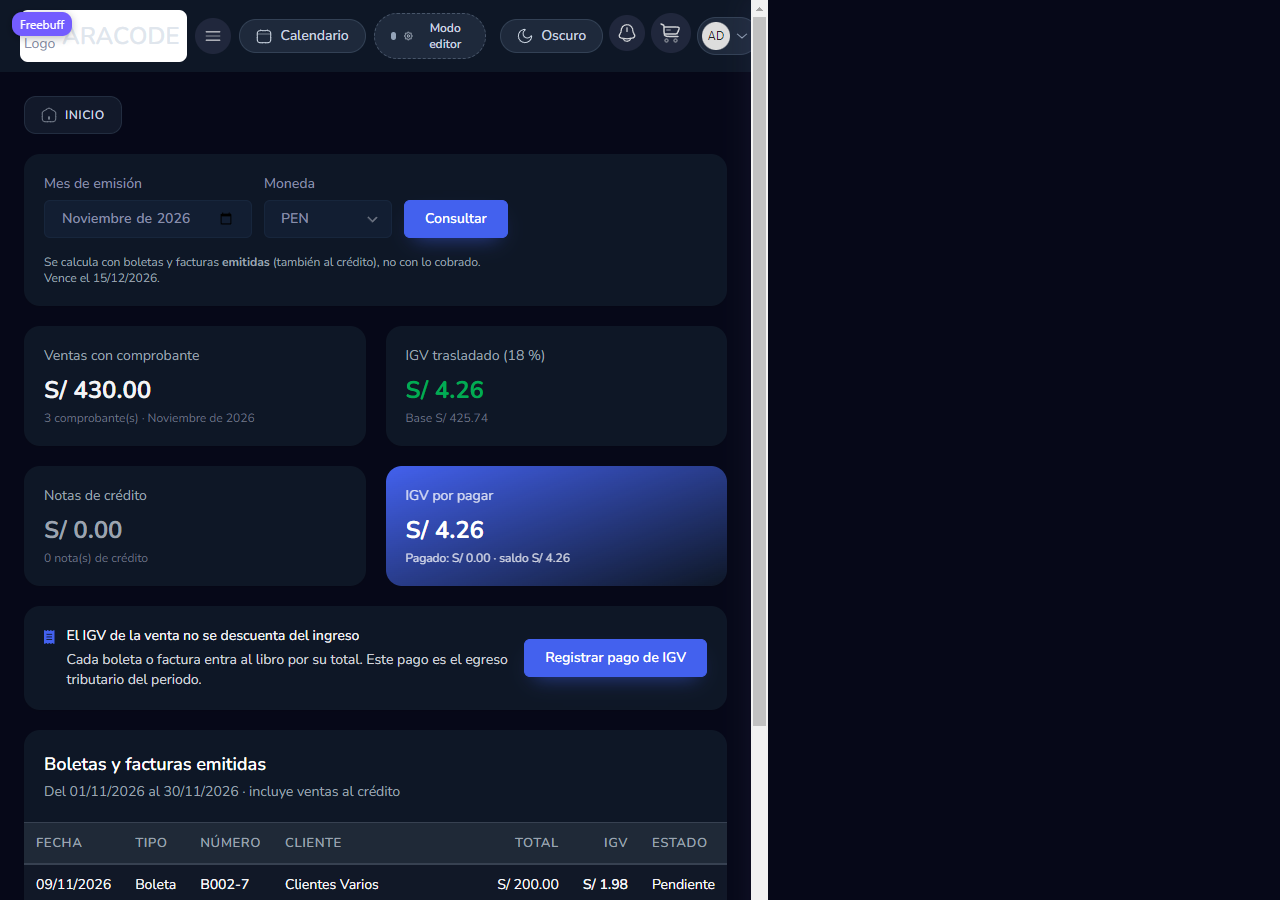 Freebuff
Logo
ARACODE
Calendario
Modo
editor
Oscuro
AD
INICIO
Mes de emisión
Moneda
Noviembre de 2026
PEN
Consultar
Se calcula con boletas y facturas emitidas (también al crédito), no con lo cobrado.
Vence el 15/12/2026.
Ventas con comprobante
S/ 430.00
3 comprobante(s) · Noviembre de 2026
IGV trasladado (18 %)
S/ 4.26
Base S/ 425.74
Notas de crédito
S/ 0.00
0 nota(s) de crédito
IGV por pagar
S/ 4.26
Pagado: S/ 0.00 · saldo S/ 4.26
El IGV de la venta no se descuenta del ingreso
Cada boleta o factura entra al libro por su total. Este pago es el egreso
tributario del periodo.
Registrar pago de IGV
Boletas y facturas emitidas
Del 01/11/2026 al 30/11/2026 · incluye ventas al crédito
FECHA TIPO NÚMERO CLIENTE TOTAL IGV ESTADO
09/11/2026 Boleta B002-7 Clientes Varios S/ 200.00 S/ 1.98 Pendiente